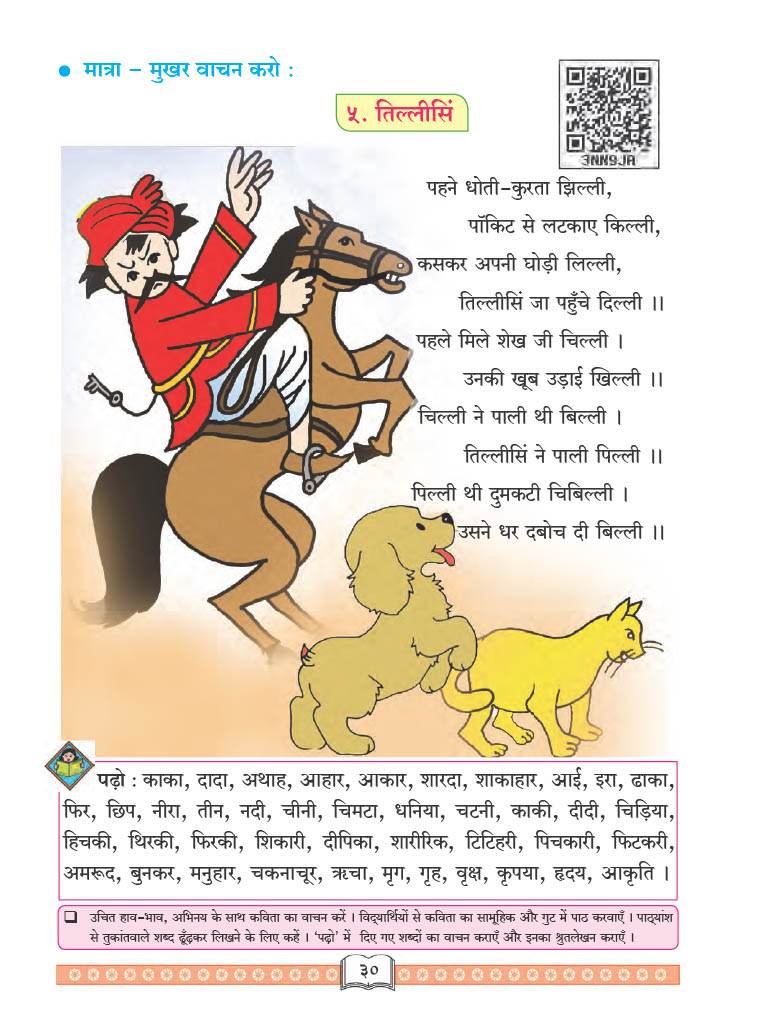 ● मात्रा – मुखर वाचन करो :
५. तिल्लीसिं
3NN9JA
पहने धोती-कुरता झिल्ली,
पॉकिट से लटकाए किल्ली,
कसकर अपनी घोड़ी लिल्ली,
तिल्लीसिं जा पहुँचे दिल्ली ।।
पहले मिले शेख जी चिल्ली ।
उनकी खूब उड़ाई खिल्ली ।।
चिल्ली ने पाली थी बिल्ली ।
तिल्लीसिं ने पाली पिल्ली ।।
पिल्ली थी दुमकटी चिबिल्ली ।
उसने धर दबोच दी बिल्ली ।।
पढ़ो : काका, दादा, अथाह, आहार, आकार, शारदा, शाकाहार, आई, इरा, ढाका,
फिर, छिप, नीरा, तीन, नदी, चीनी, चिमटा, धनिया, चटनी, काकी, दीदी, चिड़िया,
हिचकी, थिरकी, फिरकी, शिकारी, दीपिका, शारीरिक, टिटिहरी, पिचकारी, फिटकरी,
अमरूद, बुनकर, मनुहार, चकनाचूर, ऋचा, मृग, गृह, वृक्ष, कृपया, हृदय, आकृति ।
❑ उचित हाव-भाव, अभिनय के साथ कविता का वाचन करें । विद्यार्थियों से कविता का सामूहिक और गुट में पाठ करवाएँ । पाठ्यांश
से तुकांतवाले शब्द ढूँढ़कर लिखने के लिए कहें । ‘पढ़ो’ में दिए गए शब्दों का वाचन कराएँ और इनका श्रुतलेखन कराएँ ।
३०